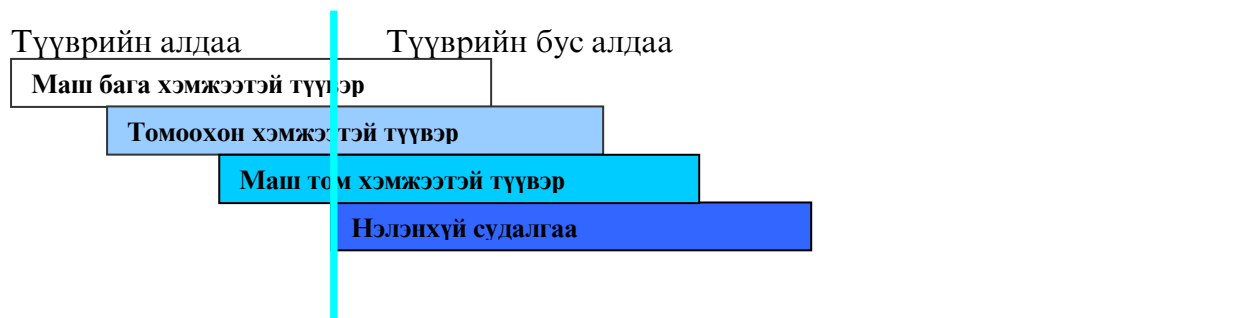 Түүврийн алдаа Түүврийн бус алдаа
Маш бага хэмжээтэй түүвэр
Томоохон хэмжээтэй түүвэр
Маш том хэмжээтэй түүвэр
Нэлэнхүй судалгаа